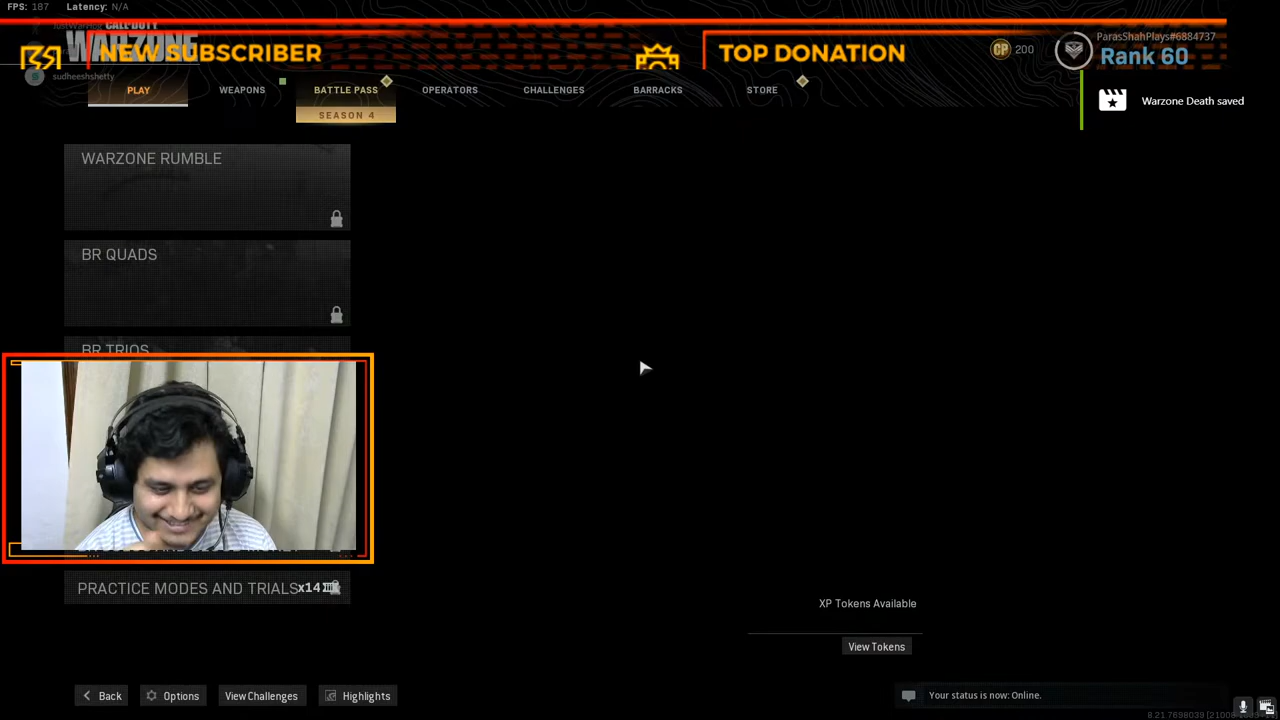 FPS: 187 Latency: N/A
CALL OF DUTY
WARZONE
NEW SUBSCRIBER
TOP DONATION
CP 200
ParasShahPlays#6884737
Rank 60
sudheeshshetty
PLAY
WEAPONS
BATTLE PASS
SEASON 4
OPERATORS
CHALLENGES
BARRACKS
STORE
Warzone Death saved
WARZONE RUMBLE
BR QUADS
BR TRIOS
PRACTICE MODES AND TRIALS
XP Tokens Available
View Tokens
Back
Options
View Challenges
Highlights
Your status is now: Online.